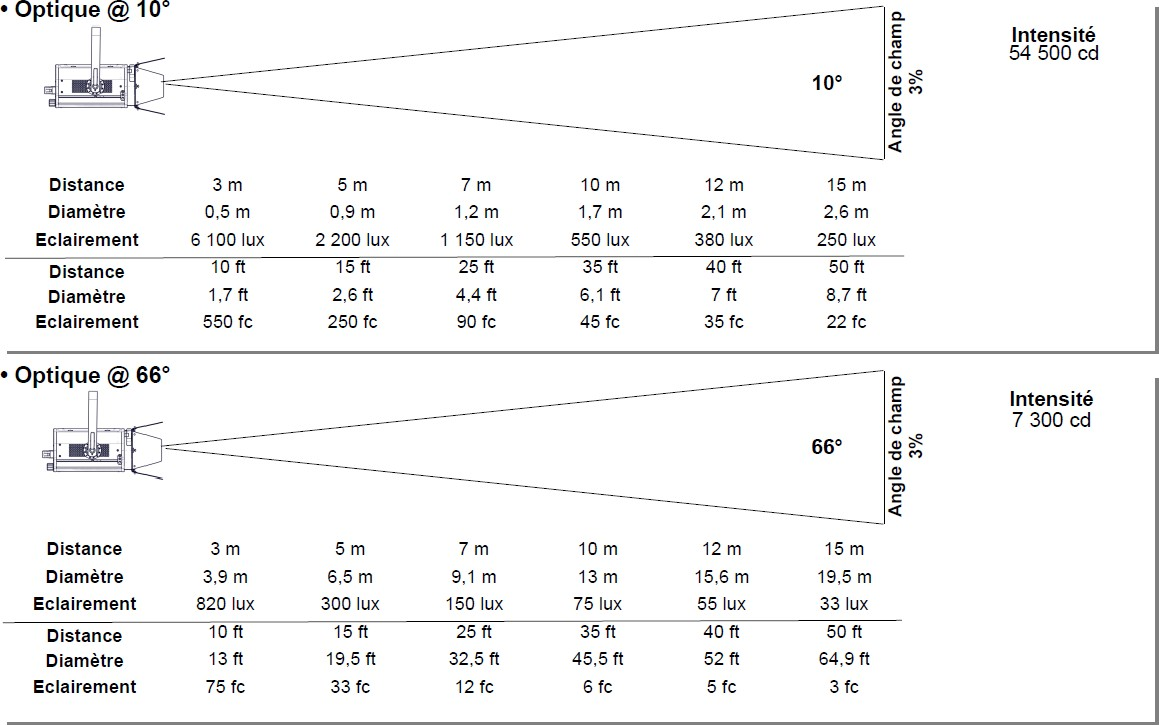 • Optique @ 10°
Intensité
54 500 cd
10°
Angle de champ
3%
Distance 3 m 5 m 7 m 10 m 12 m 15 m
Diamètre 0,5 m 0,9 m 1,2 m 1,7 m 2,1 m 2,6 m
Eclairement 6 100 lux 2 200 lux 1 150 lux 550 lux 380 lux 250 lux
Distance 10 ft 15 ft 25 ft 35 ft 40 ft 50 ft
Diamètre 1,7 ft 2,6 ft 4,4 ft 6,1 ft 7 ft 8,7 ft
Eclairement 550 fc 250 fc 90 fc 45 fc 35 fc 22 fc
• Optique @ 66°
Intensité
7 300 cd
66°
Angle de champ
3%
Distance 3 m 5 m 7 m 10 m 12 m 15 m
Diamètre 3,9 m 6,5 m 9,1 m 13 m 15,6 m 19,5 m
Eclairement 820 lux 300 lux 150 lux 75 lux 55 lux 33 lux
Distance 10 ft 15 ft 25 ft 35 ft 40 ft 50 ft
Diamètre 13 ft 19,5 ft 32,5 ft 45,5 ft 52 ft 64,9 ft
Eclairement 75 fc 33 fc 12 fc 6 fc 5 fc 3 fc